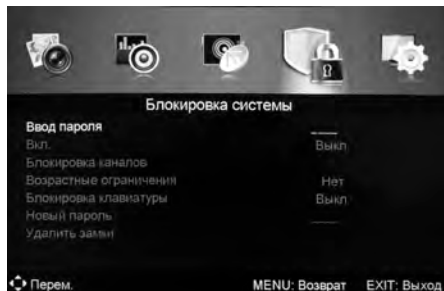 Блокировка системы
Ввод пароля
Вкл. Выкл
Блокировка каналов
Возрастные ограничения Нет
Блокировка клавиатуры Выкл
Новый пароль
Удалить замки
Перем. MENU: Возврат EXIT: Выход